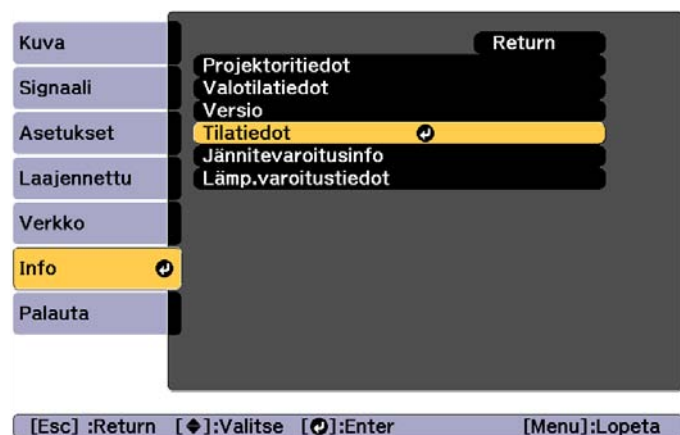 Kuva
Signaali
Asetukset
Laajennettu
Verkko
Info
Palauta
Return
Projektoritiedot
Valotilatiedot
Versio
Tilatiedot
Jännitevaroitusinfo
Lämp.varoitustiedot
[Esc] :Return [◆]:Valitse [⏎]:Enter [Menu]:Lopeta